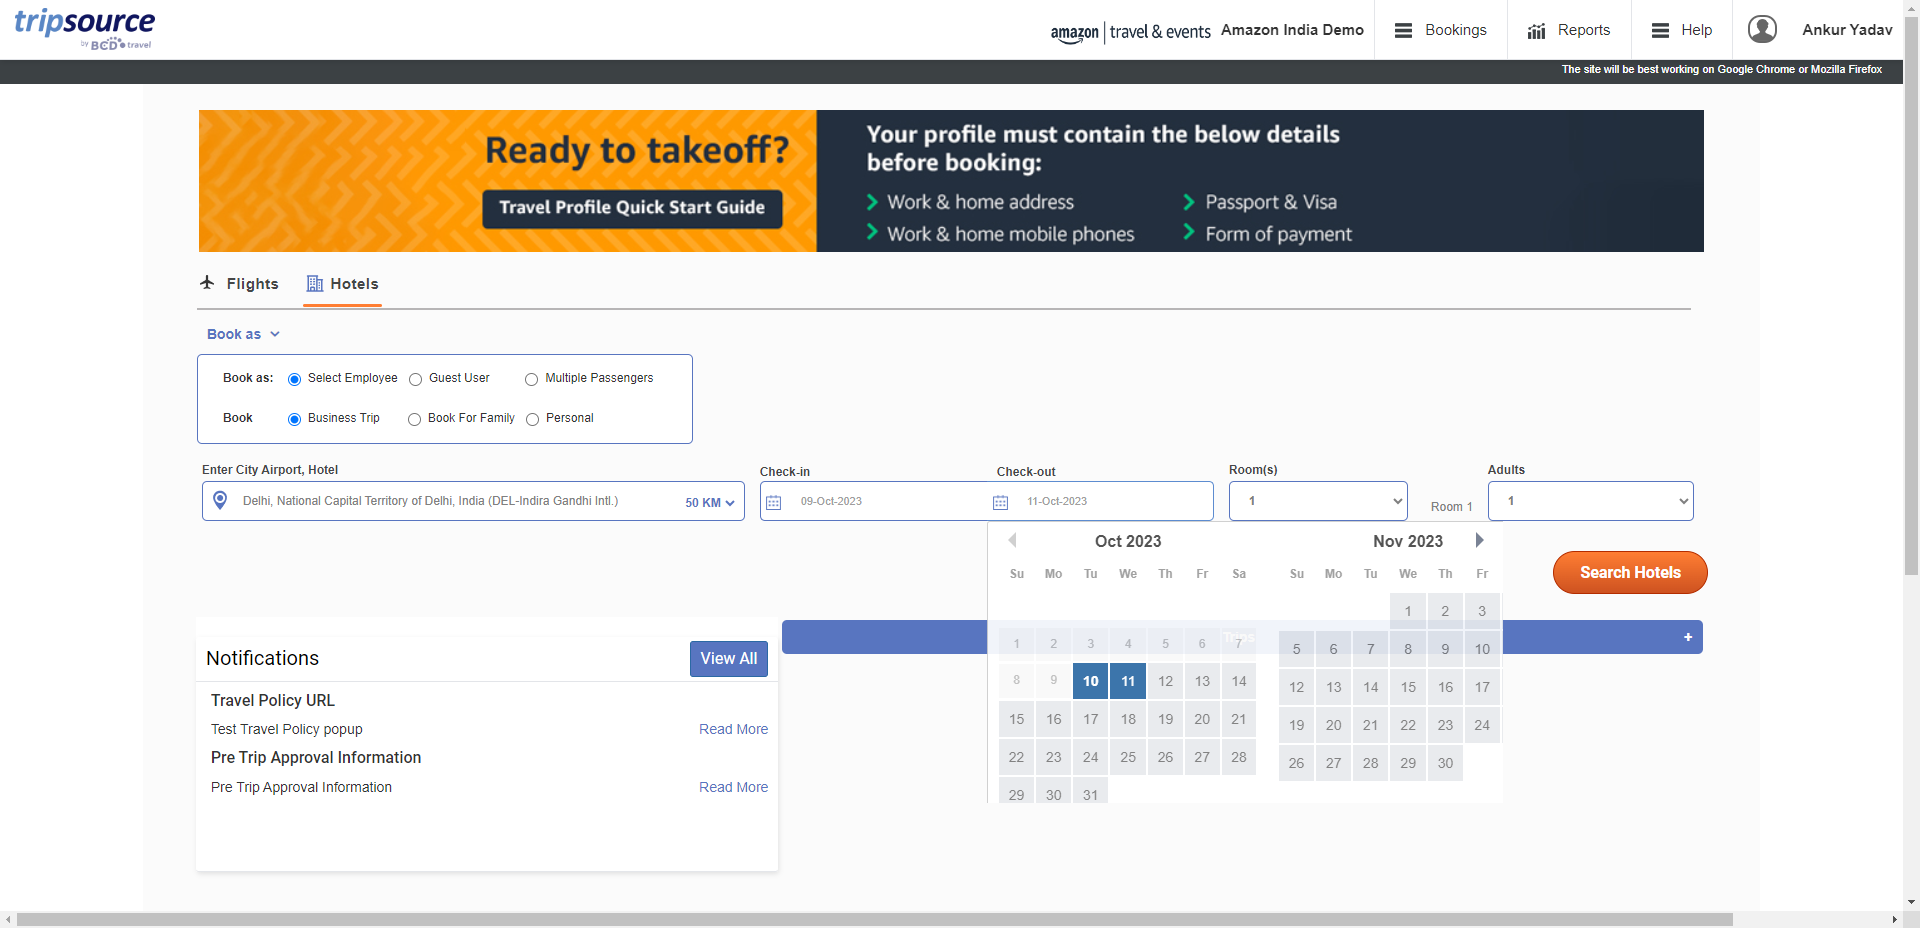 tripsource
by BCD travel
amazon | travel & events
Amazon India Demo
Bookings
Reports
Help
Ankur Yadav
The site will be best working on Google Chrome or Mozilla Firefox
Ready to takeoff?
Travel Profile Quick Start Guide
Your profile must contain the below details
before booking:
Work & home address
Passport & Visa
Work & home mobile phones
Form of payment
Flights
Hotels
Book as
Book as: Select Employee Guest User Multiple Passengers
Book Business Trip Book For Family Personal
Enter City Airport, Hotel
Check-in
Check-out
Room(s)
Adults
Delhi, National Capital Territory of Delhi, India (DEL-Indira Gandhi Intl.)
50 KM
09-Oct-2023
11-Oct-2023
1
Room 1
1
Oct 2023
Su Mo Tu We Th Fr Sa
1 2 3 4 5 6 7
8 9 10 11 12 13 14
15 16 17 18 19 20 21
22 23 24 25 26 27 28
29 30 31
Nov 2023
Su Mo Tu We Th Fr
1 2 3
5 6 7 8 9 10
12 13 14 15 16 17
19 20 21 22 23 24
26 27 28 29 30
Search Hotels
Trips
+
Notifications
View All
Travel Policy URL
Test Travel Policy popup
Read More
Pre Trip Approval Information
Pre Trip Approval Information
Read More